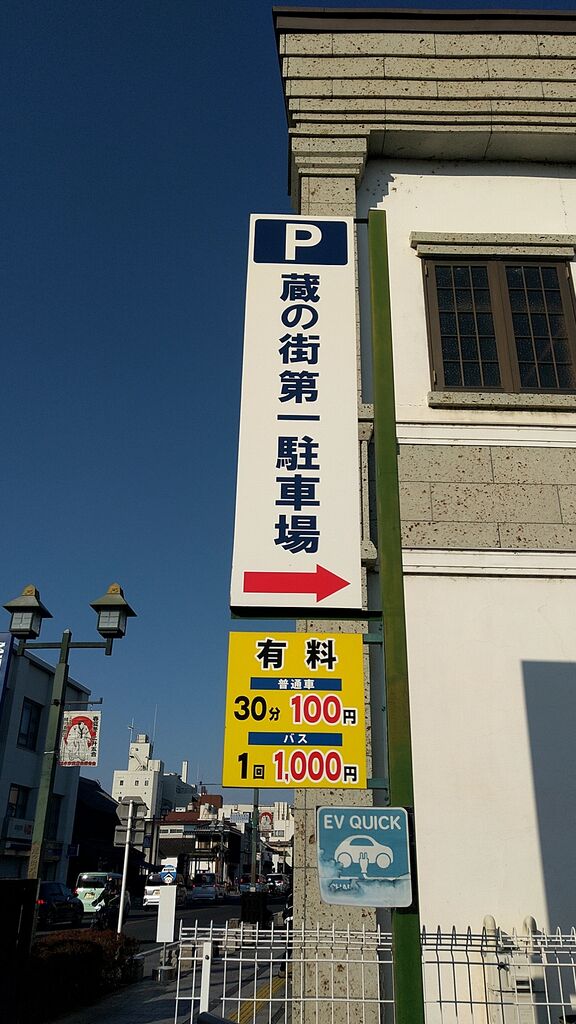 P
蔵の街第一駐車場
有料
普通車
30分 100円
バス
1回 1,000円
EV QUICK